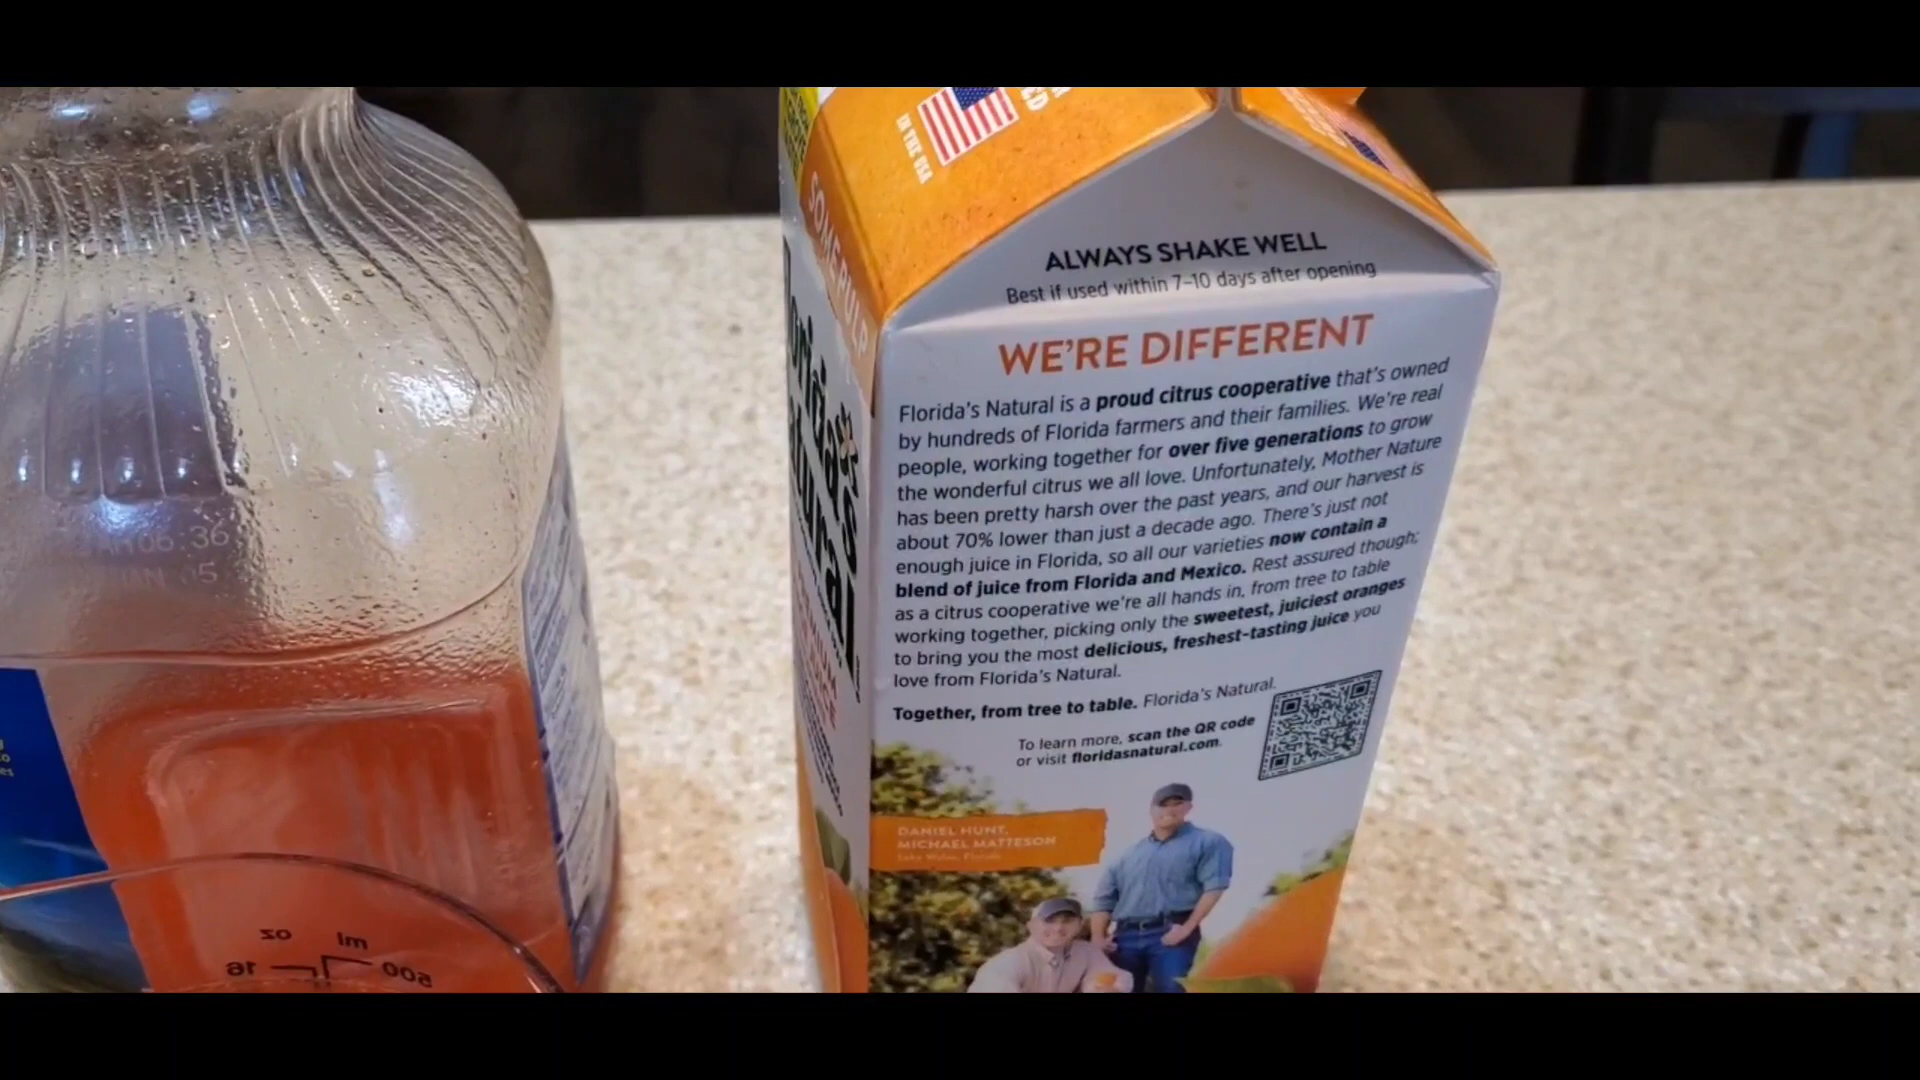 IN THE USA
SOME PULP
ALWAYS SHAKE WELL
Best if used within 7-10 days after opening
WE'RE DIFFERENT
Florida's Natural is a proud citrus cooperative that's owned
by hundreds of Florida farmers and their families. We're real
people, working together for over five generations to grow
the wonderful citrus we all love. Unfortunately, Mother Nature
has been pretty harsh over the past years, and our harvest is
about 70% lower than just a decade ago. There's just not
enough juice in Florida, so all our varieties now contain a
blend of juice from Florida and Mexico. Rest assured though;
as a citrus cooperative we're all hands in, from tree to table
working together, picking only the sweetest, juiciest oranges
to bring you the most delicious, freshest-tasting juice you
love from Florida's Natural.
Together, from tree to table. Florida's Natural.
To learn more, scan the QR code
or visit floridasnatural.com.
DANIEL HUNT,
MICHAEL MATTESON
Lake Wales, Florida
06:36
oz ml
16 500